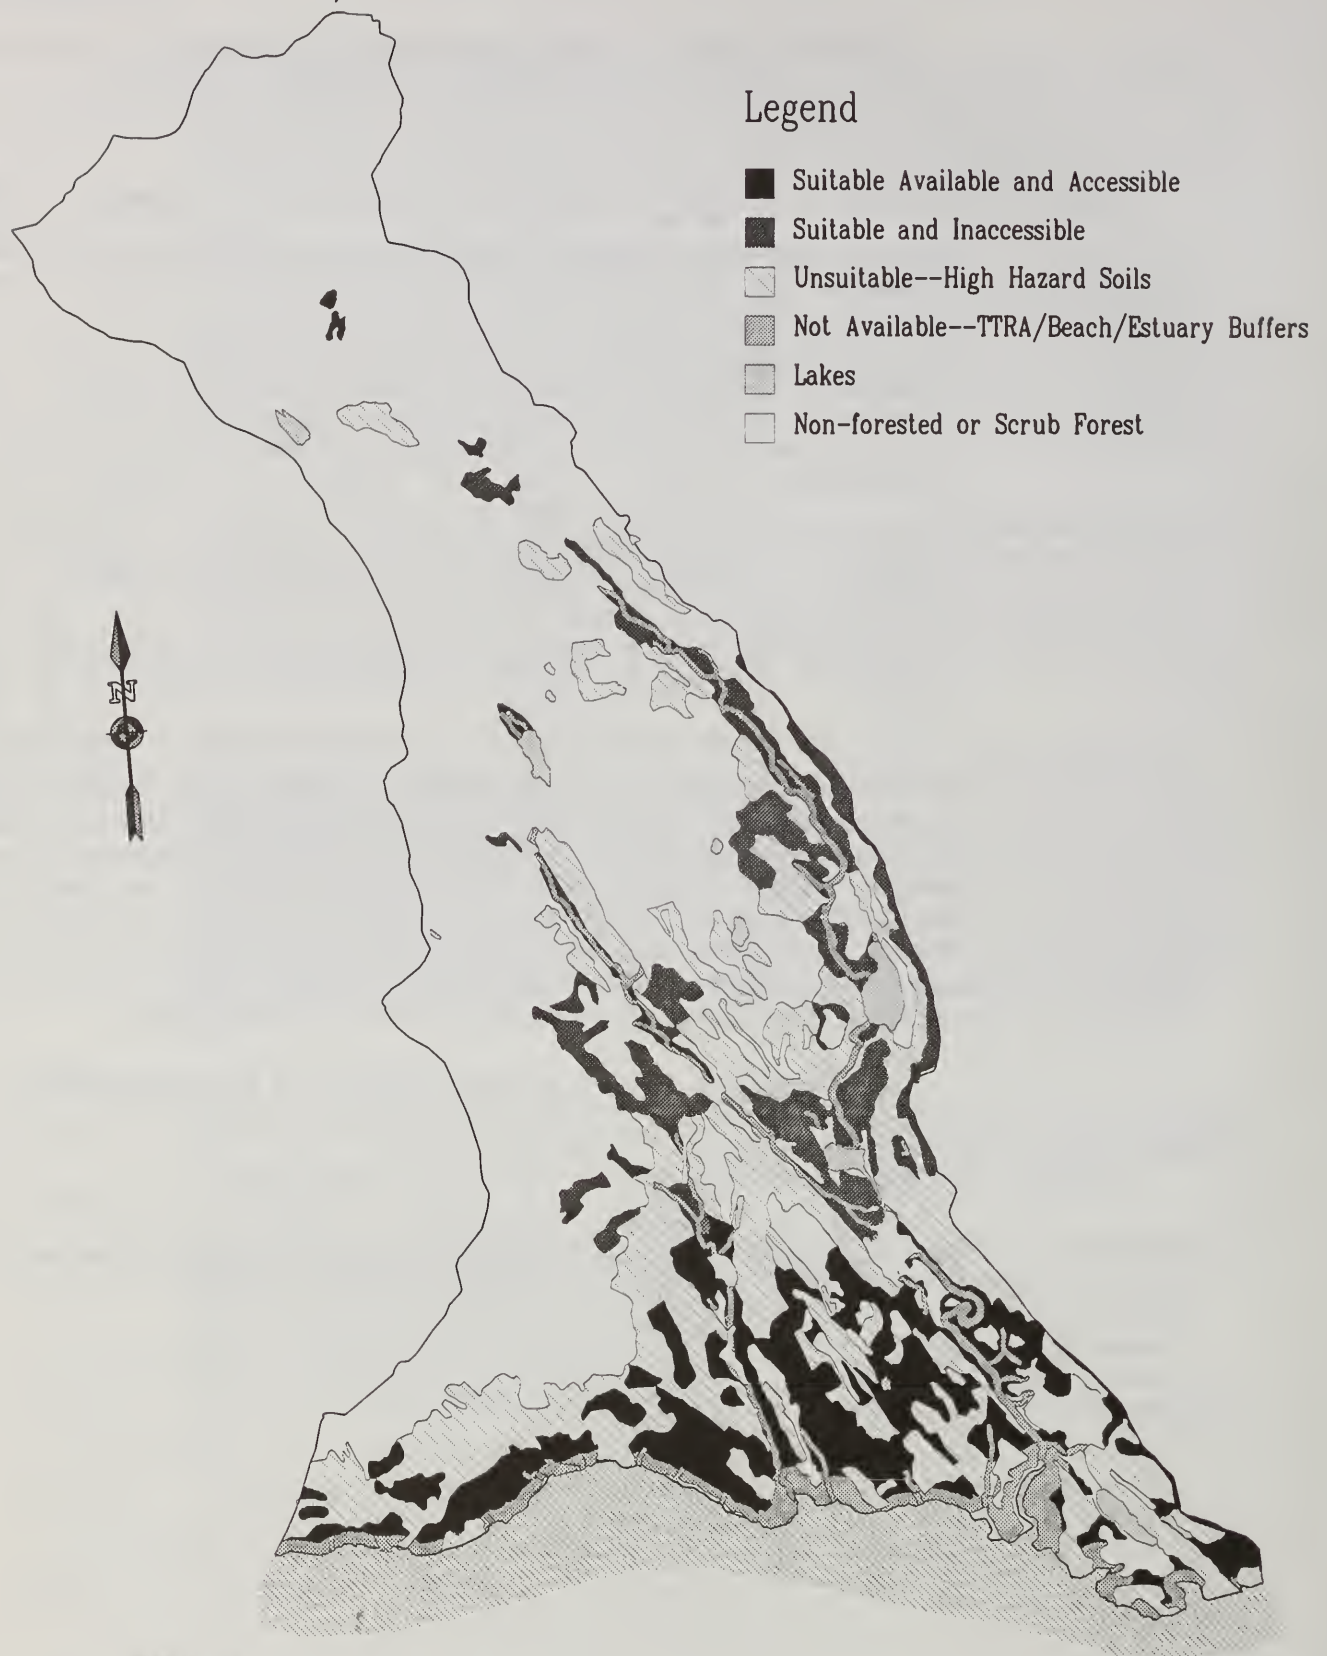 Legend
Suitable Available and Accessible
Suitable and Inaccessible
Unsuitable--High Hazard Soils
Not Available--TTRA/Beach/Estuary Buffers
Lakes
Non-forested or Scrub Forest
N